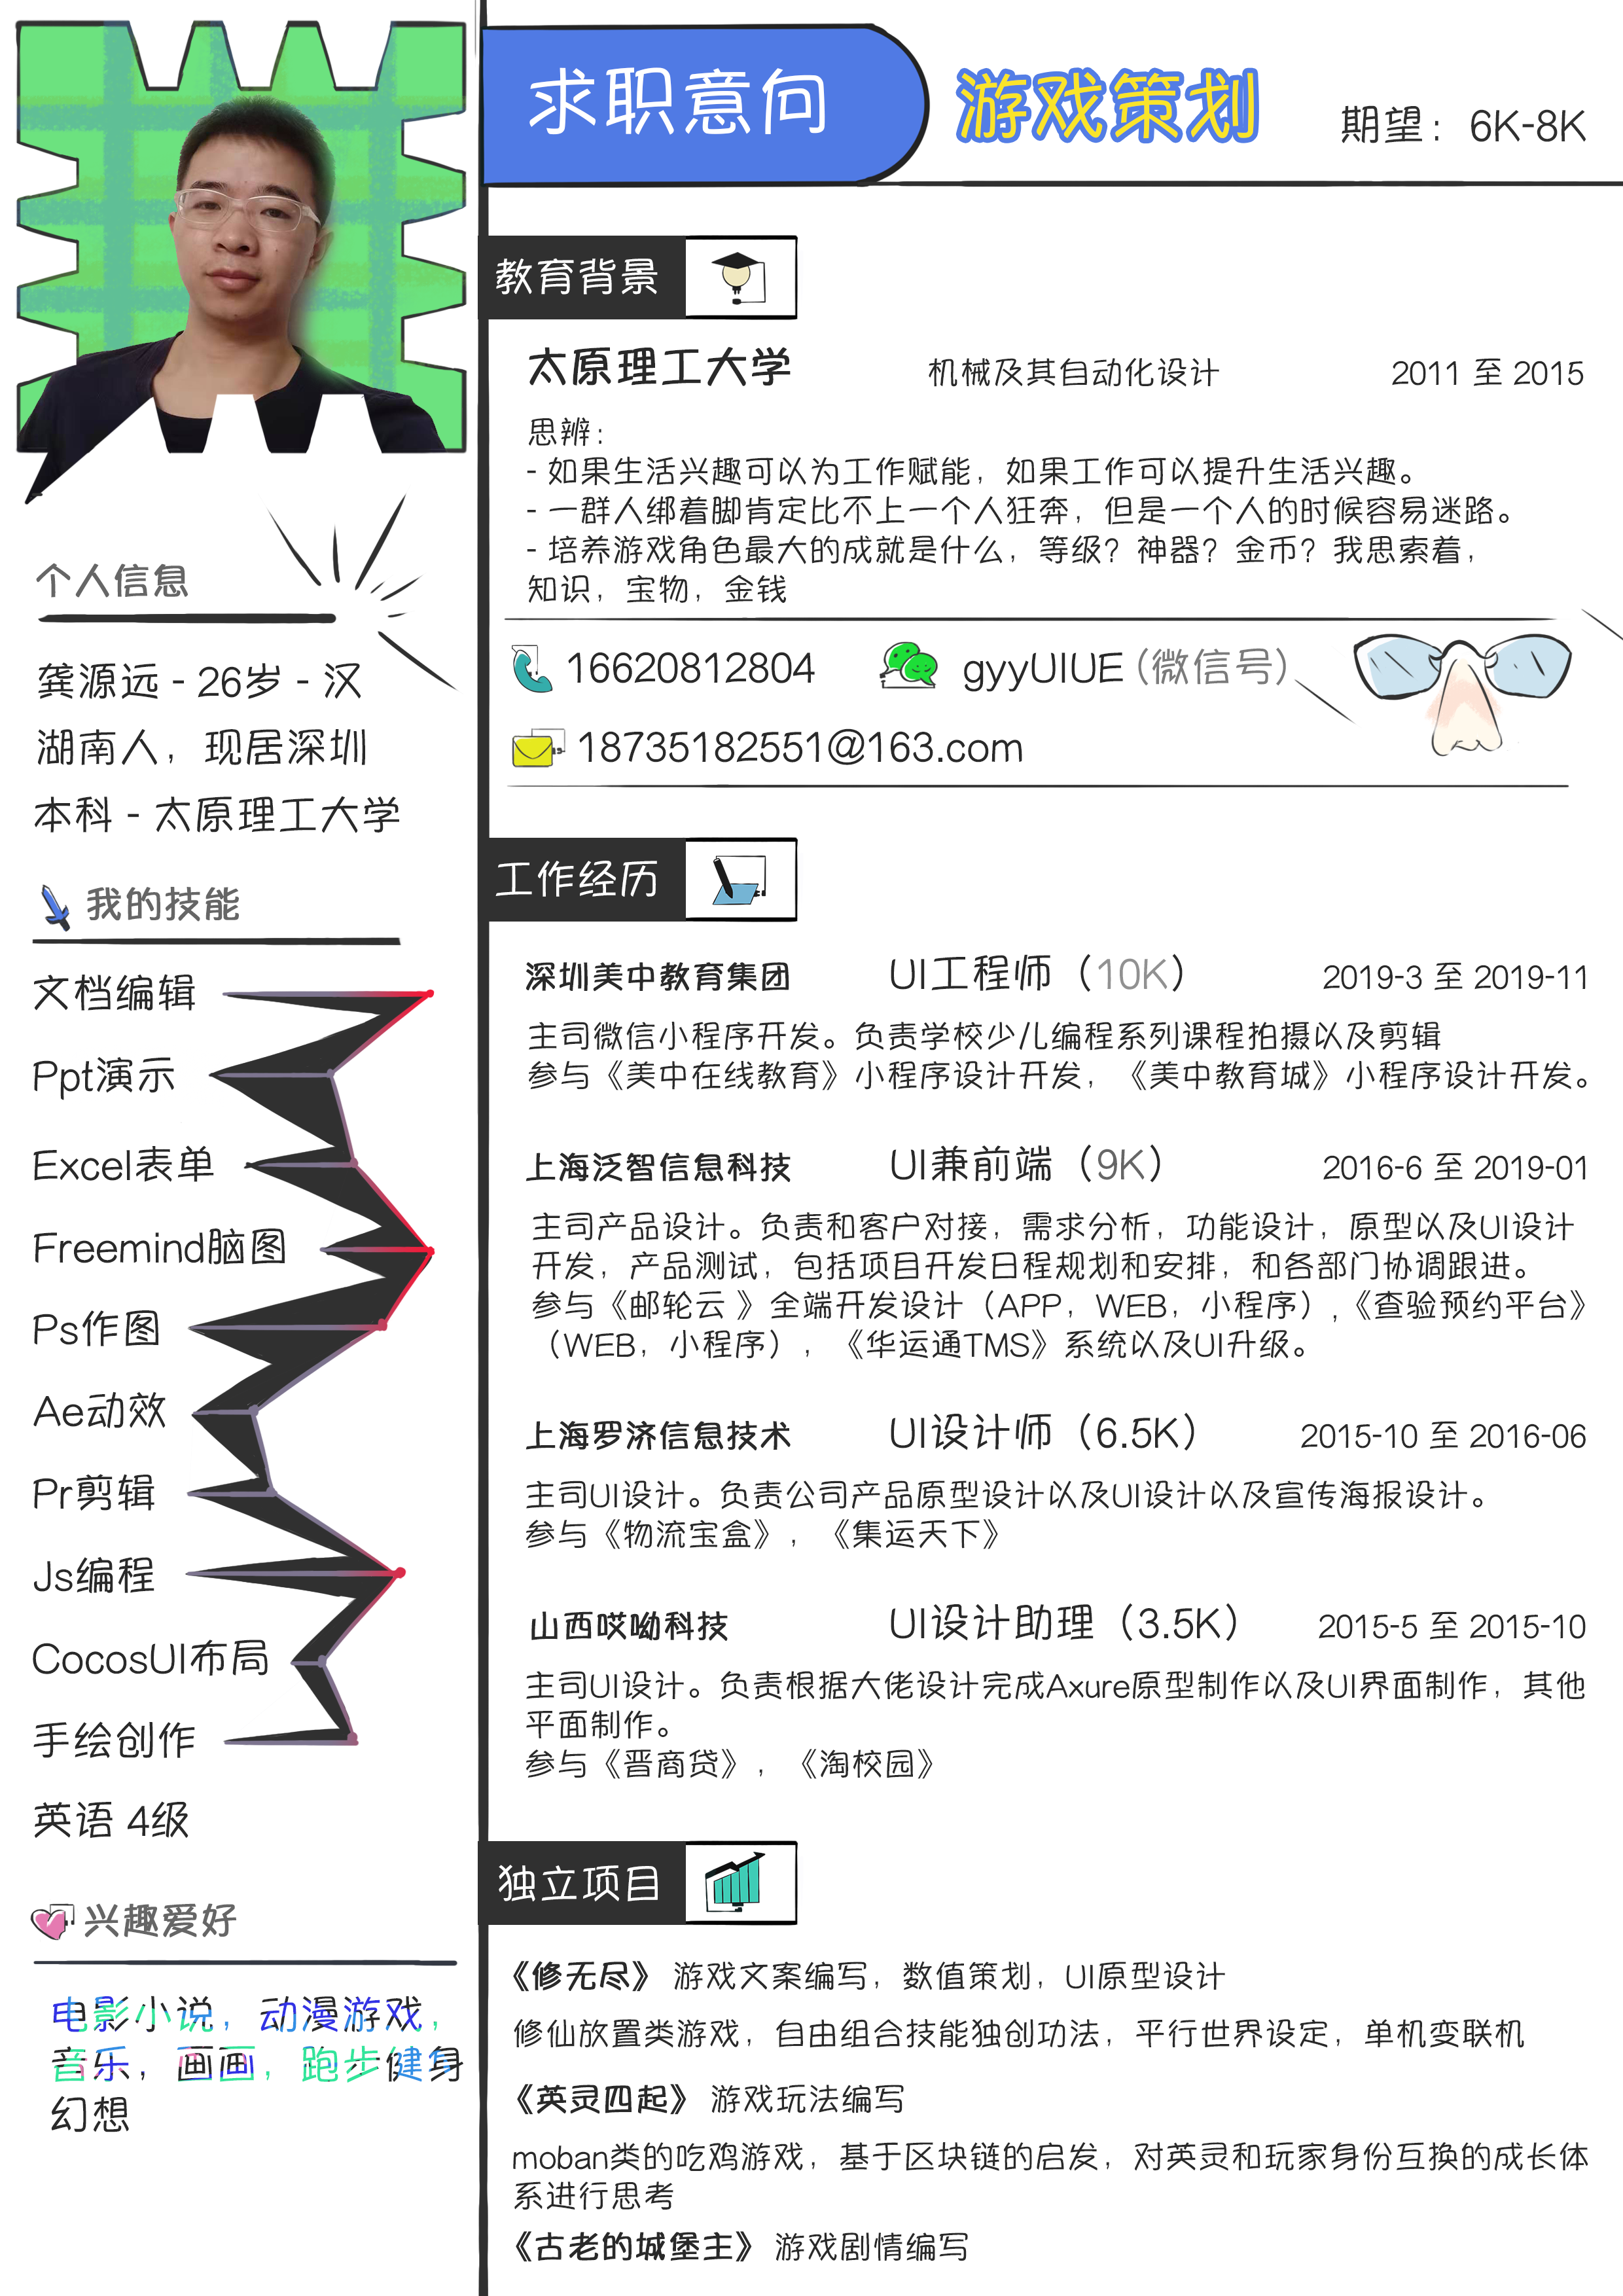 求职意向
游戏策划
期望：6K-8K
教育背景
太原理工大学 机械及其自动化设计 2011 至 2015
思辨：
- 如果生活兴趣可以为工作赋能，如果工作可以提升生活兴趣。
- 一群人绑着脚肯定比不上一个人狂奔，但是一个人的时候容易迷路。
- 培养游戏角色最大的成就是什么，等级？神器？金币？我思索着，
知识，宝物，金钱
16620812804 gyyUIUE (微信号)
18735182551@163.com
个人信息
龚源远 - 26岁 - 汉
湖南人，现居深圳
本科 - 太原理工大学
我的技能
文档编辑
Ppt演示
Excel表单
Freemind脑图
Ps作图
Ae动效
Pr剪辑
Js编程
CocosUI布局
手绘创作
英语 4级
兴趣爱好
电影小说，动漫游戏，
音乐，画画，跑步健身
幻想
工作经历
深圳美中教育集团 UI工程师（10K） 2019-3 至 2019-11
主司微信小程序开发。负责学校少儿编程系列课程拍摄以及剪辑
参与《美中在线教育》小程序设计开发，《美中教育城》小程序设计开发。
上海泛智信息科技 UI兼前端（9K） 2016-6 至 2019-01
主司产品设计。负责和客户对接，需求分析，功能设计，原型以及UI设计
开发，产品测试，包括项目开发日程规划和安排，和各部门协调跟进。
参与《邮轮云 》全端开发设计（APP，WEB，小程序）,《查验预约平台》
（WEB，小程序），《华运通TMS》系统以及UI升级。
上海罗济信息技术 UI设计师（6.5K） 2015-10 至 2016-06
主司UI设计。负责公司产品原型设计以及UI设计以及宣传海报设计。
参与《物流宝盒》，《集运天下》
山西哎呦科技 UI设计助理（3.5K） 2015-5 至 2015-10
主司UI设计。负责根据大佬设计完成Axure原型制作以及UI界面制作，其他
平面制作。
参与《晋商贷》，《淘校园》
独立项目
《修无尽》 游戏文案编写，数值策划，UI原型设计
修仙放置类游戏，自由组合技能独创功法，平行世界设定，单机变联机
《英灵四起》 游戏玩法编写
moban类的吃鸡游戏，基于区块链的启发，对英灵和玩家身份互换的成长体
系进行思考
《古老的城堡主》 游戏剧情编写